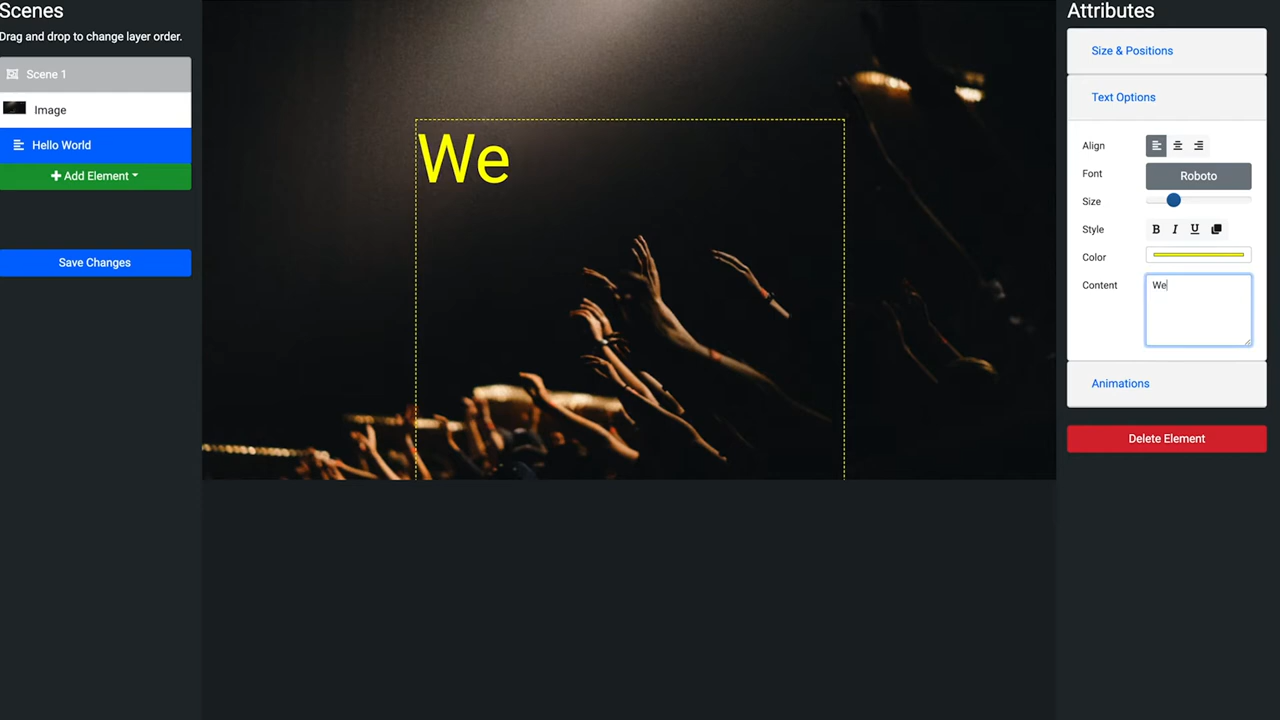 Scenes
Drag and drop to change layer order.
Scene 1
Image
Hello World
Add Element
Save Changes
We
Attributes
Size & Positions
Text Options
Align
Font
Roboto
Size
Style
B I U
Color
Content
We
Animations
Delete Element